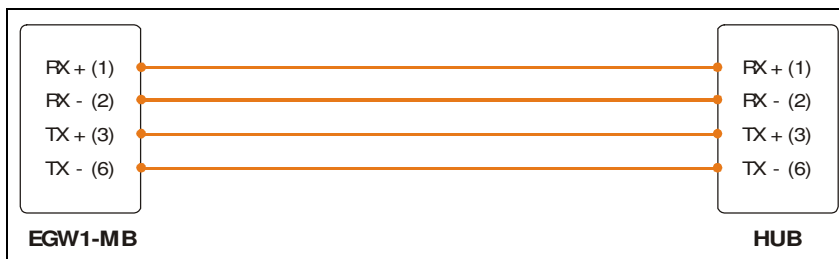 RX + (1) RX + (1)
RX - (2) RX - (2)
TX + (3) TX + (3)
TX - (6) TX - (6)
EGW1-MB HUB